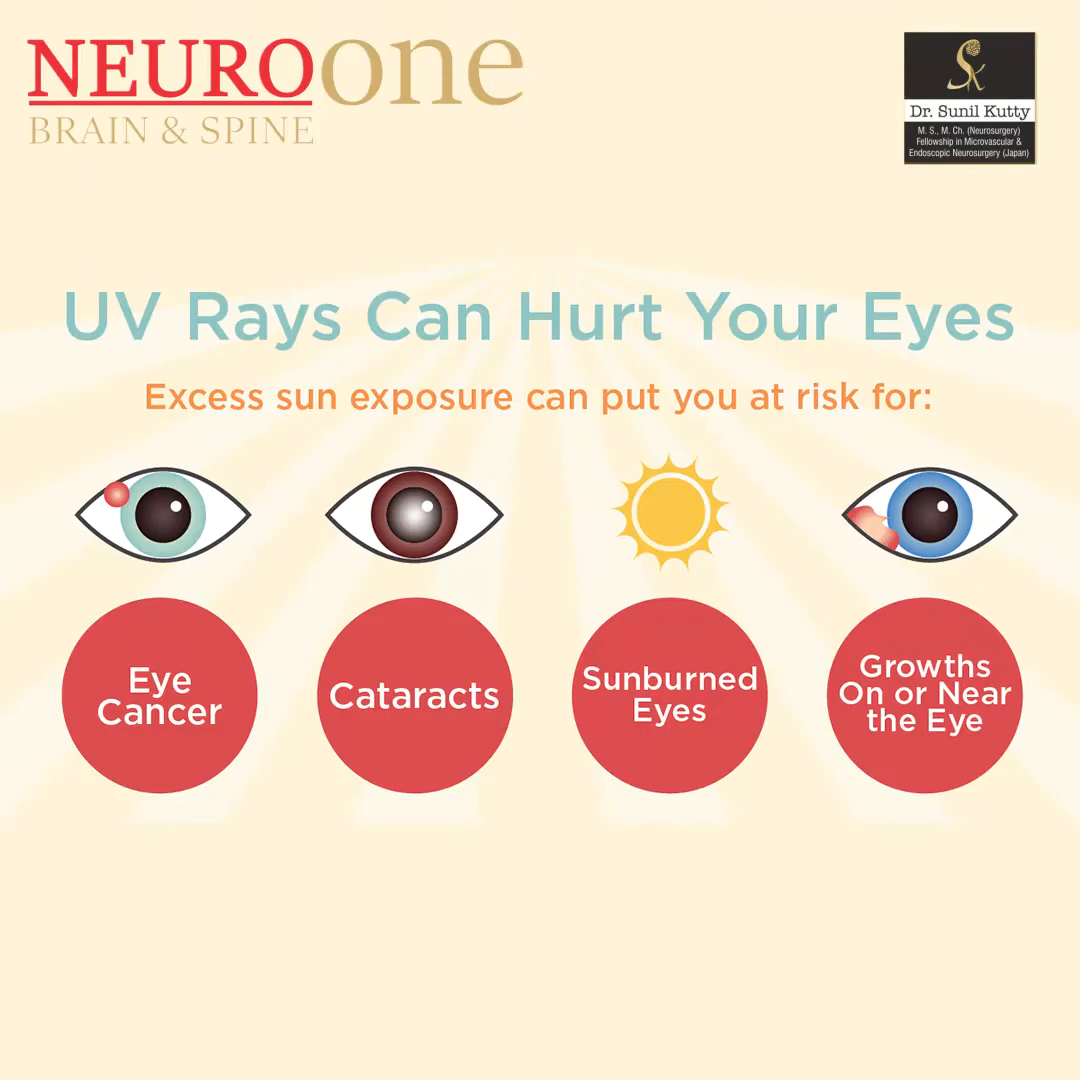 NEUROone
BRAIN & SPINE
Dr. Sunil Kutty
M. S., M. Ch. (Neurosurgery)
Fellowship in Microvascular &
Endoscopic Neurosurgery (Japan)
UV Rays Can Hurt Your Eyes
Excess sun exposure can put you at risk for:
Eye
Cancer
Cataracts
Sunburned
Eyes
Growths
On or Near
the Eye